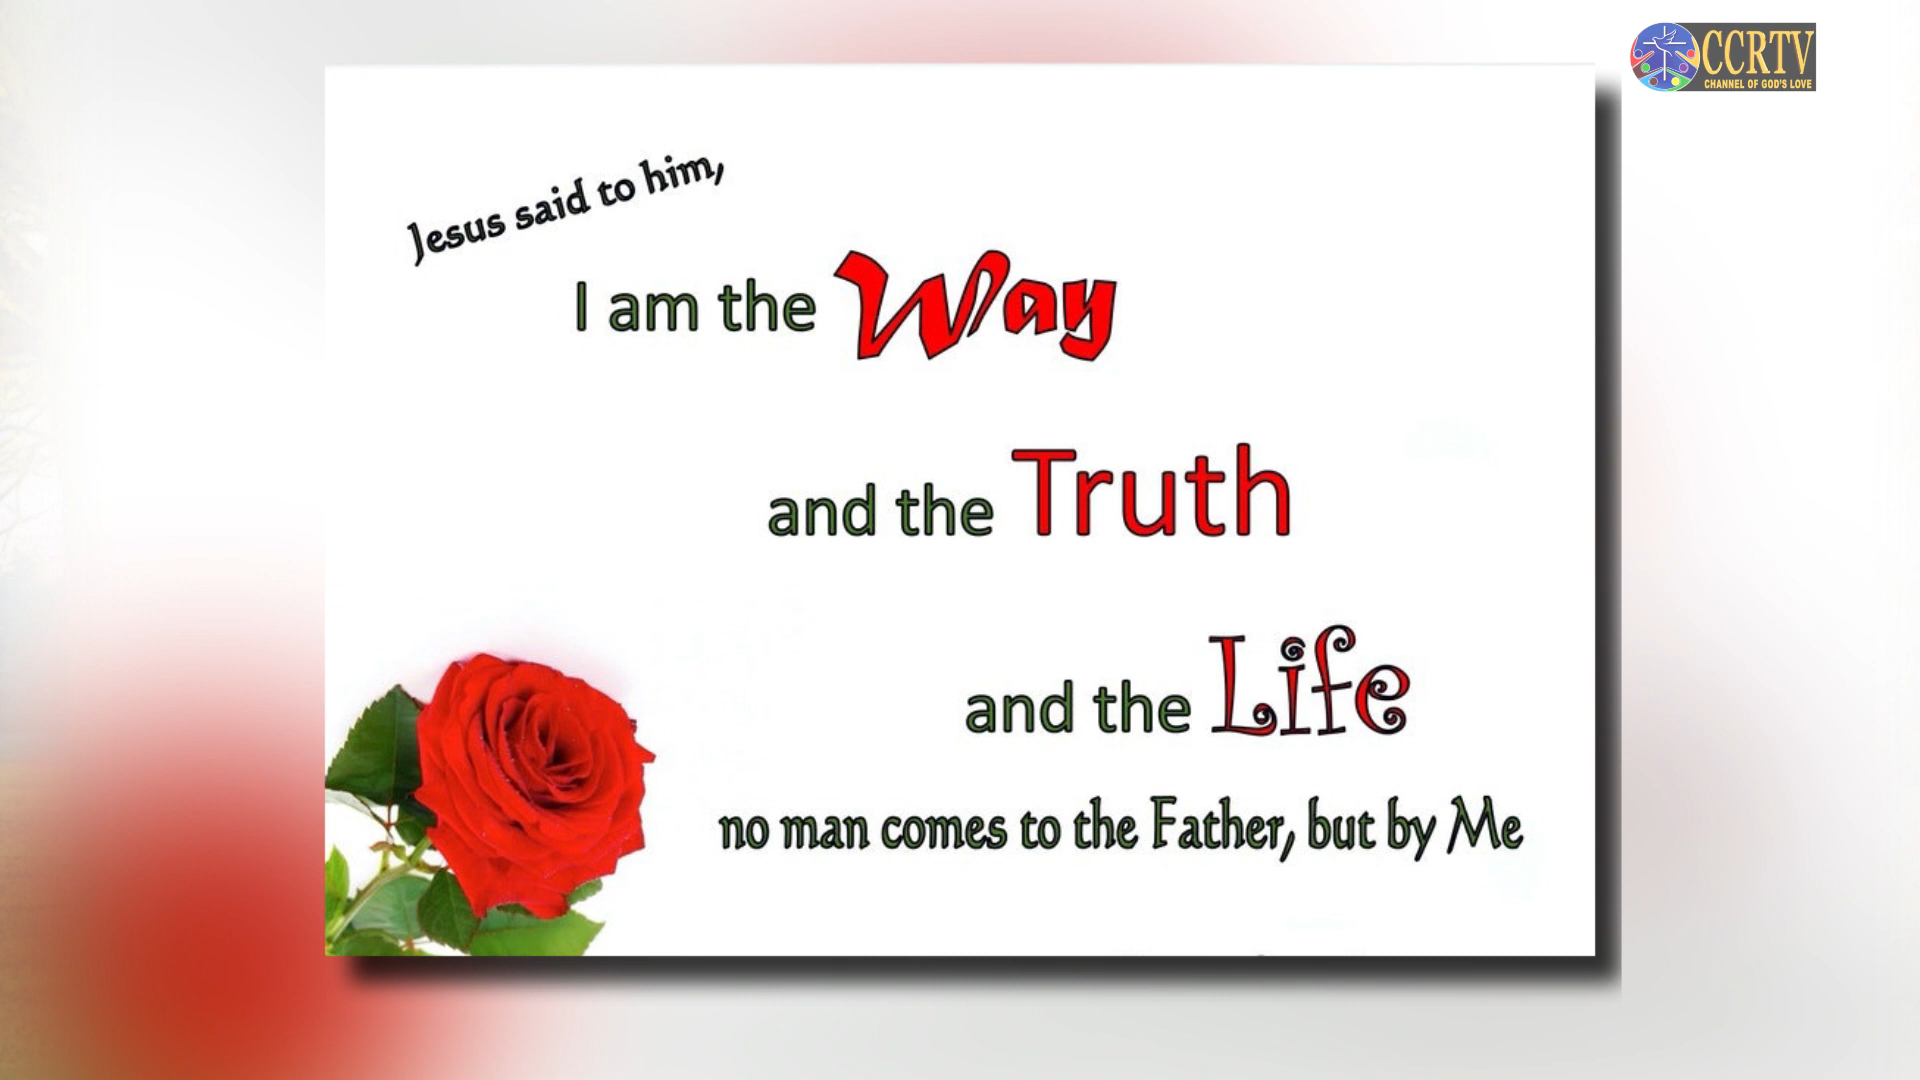 CCRTV
CHANNEL OF GOD'S LOVE
Jesus said to him,
I am the Way
and the Truth
and the Life
no man comes to the Father, but by Me